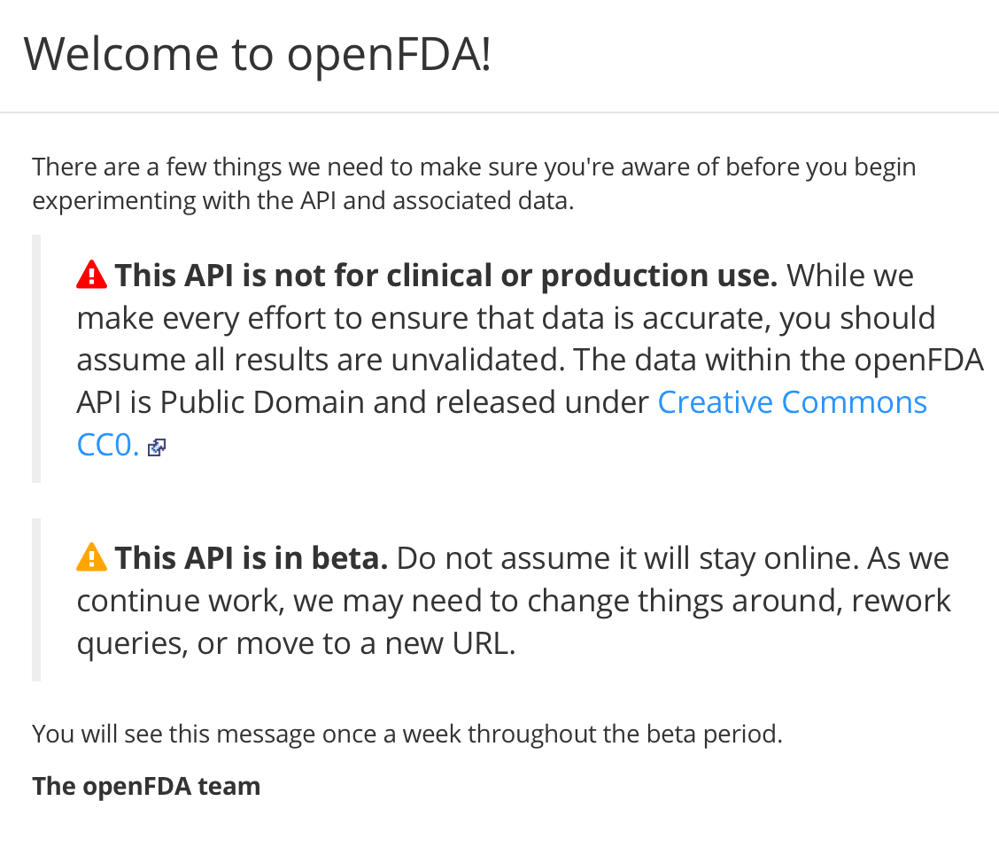 Welcome to openFDA!
There are a few things we need to make sure you're aware of before you begin
experimenting with the API and associated data.
This API is not for clinical or production use. While we
make every effort to ensure that data is accurate, you should
assume all results are unvalidated. The data within the openFDA
API is Public Domain and released under Creative Commons
CC0.
This API is in beta. Do not assume it will stay online. As we
continue work, we may need to change things around, rework
queries, or move to a new URL.
You will see this message once a week throughout the beta period.
The openFDA team